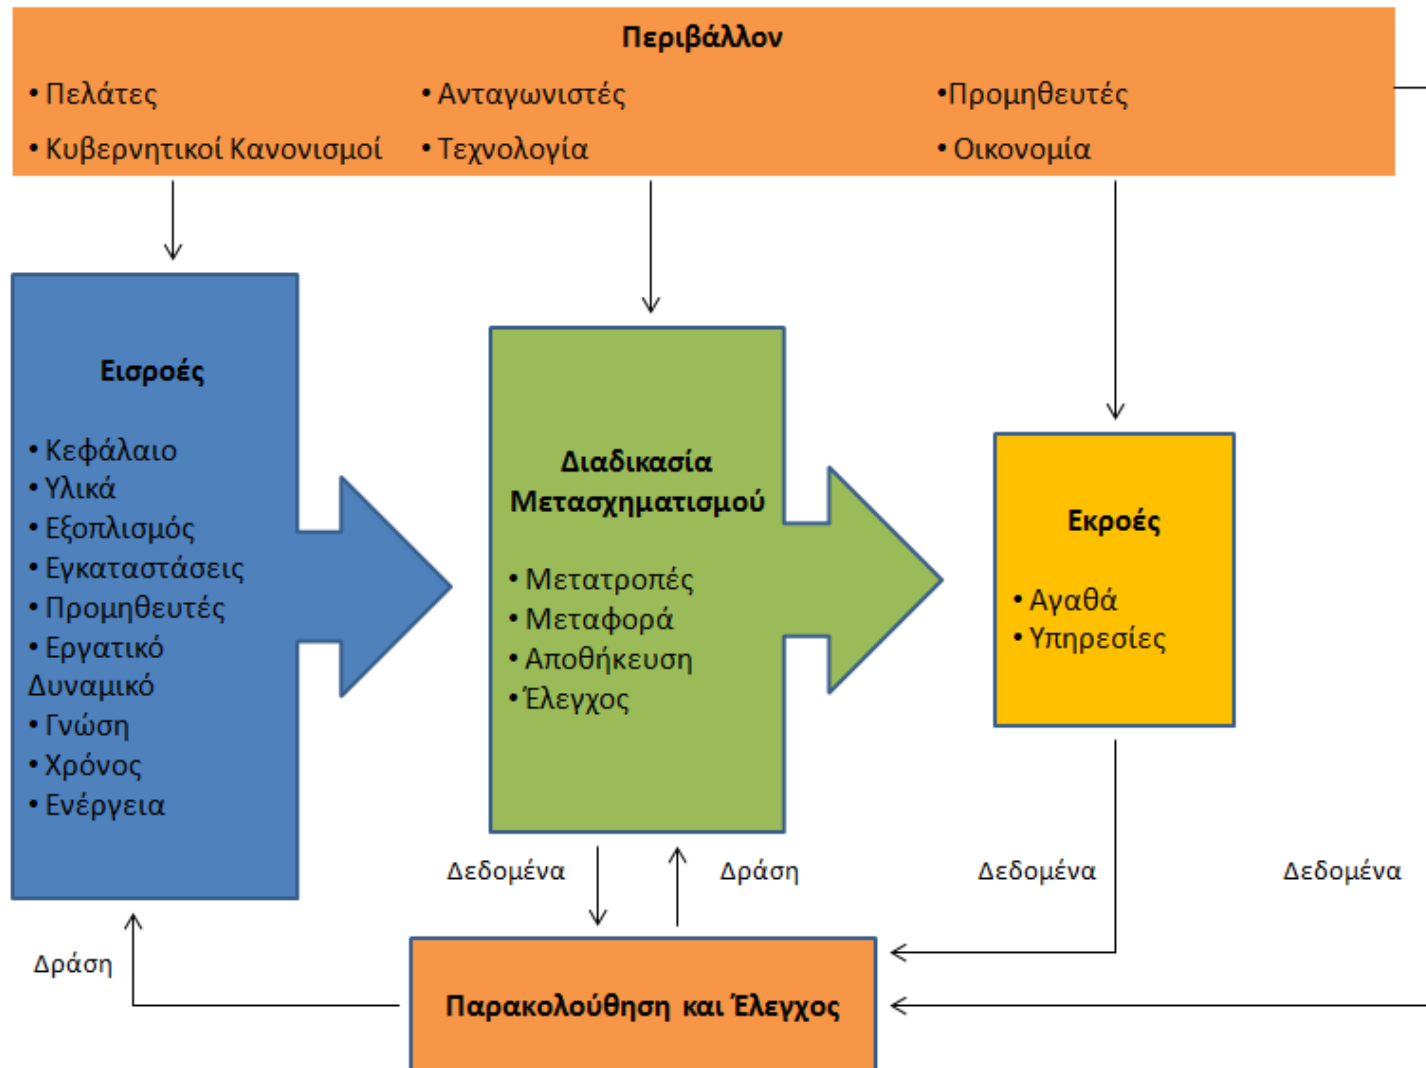 Περιβάλλον
• Πελάτες
• Ανταγωνιστές
•Προμηθευτές
• Κυβερνητικοί Κανονισμοί
• Τεχνολογία
• Οικονομία
Εισροές
• Κεφάλαιο
• Υλικά
• Εξοπλισμός
• Εγκαταστάσεις
• Προμηθευτές
• Εργατικό
Δυναμικό
• Γνώση
• Χρόνος
• Ενέργεια
Διαδικασία
Μετασχηματισμού
• Μετατροπές
• Μεταφορά
• Αποθήκευση
• Έλεγχος
Εκροές
• Αγαθά
• Υπηρεσίες
Δεδομένα
Δράση
Δεδομένα
Δεδομένα
Δράση
Παρακολούθηση και Έλεγχος